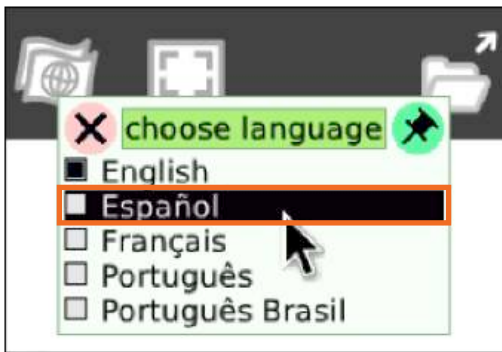 choose language
English
Español
Français
Português
Português Brasil